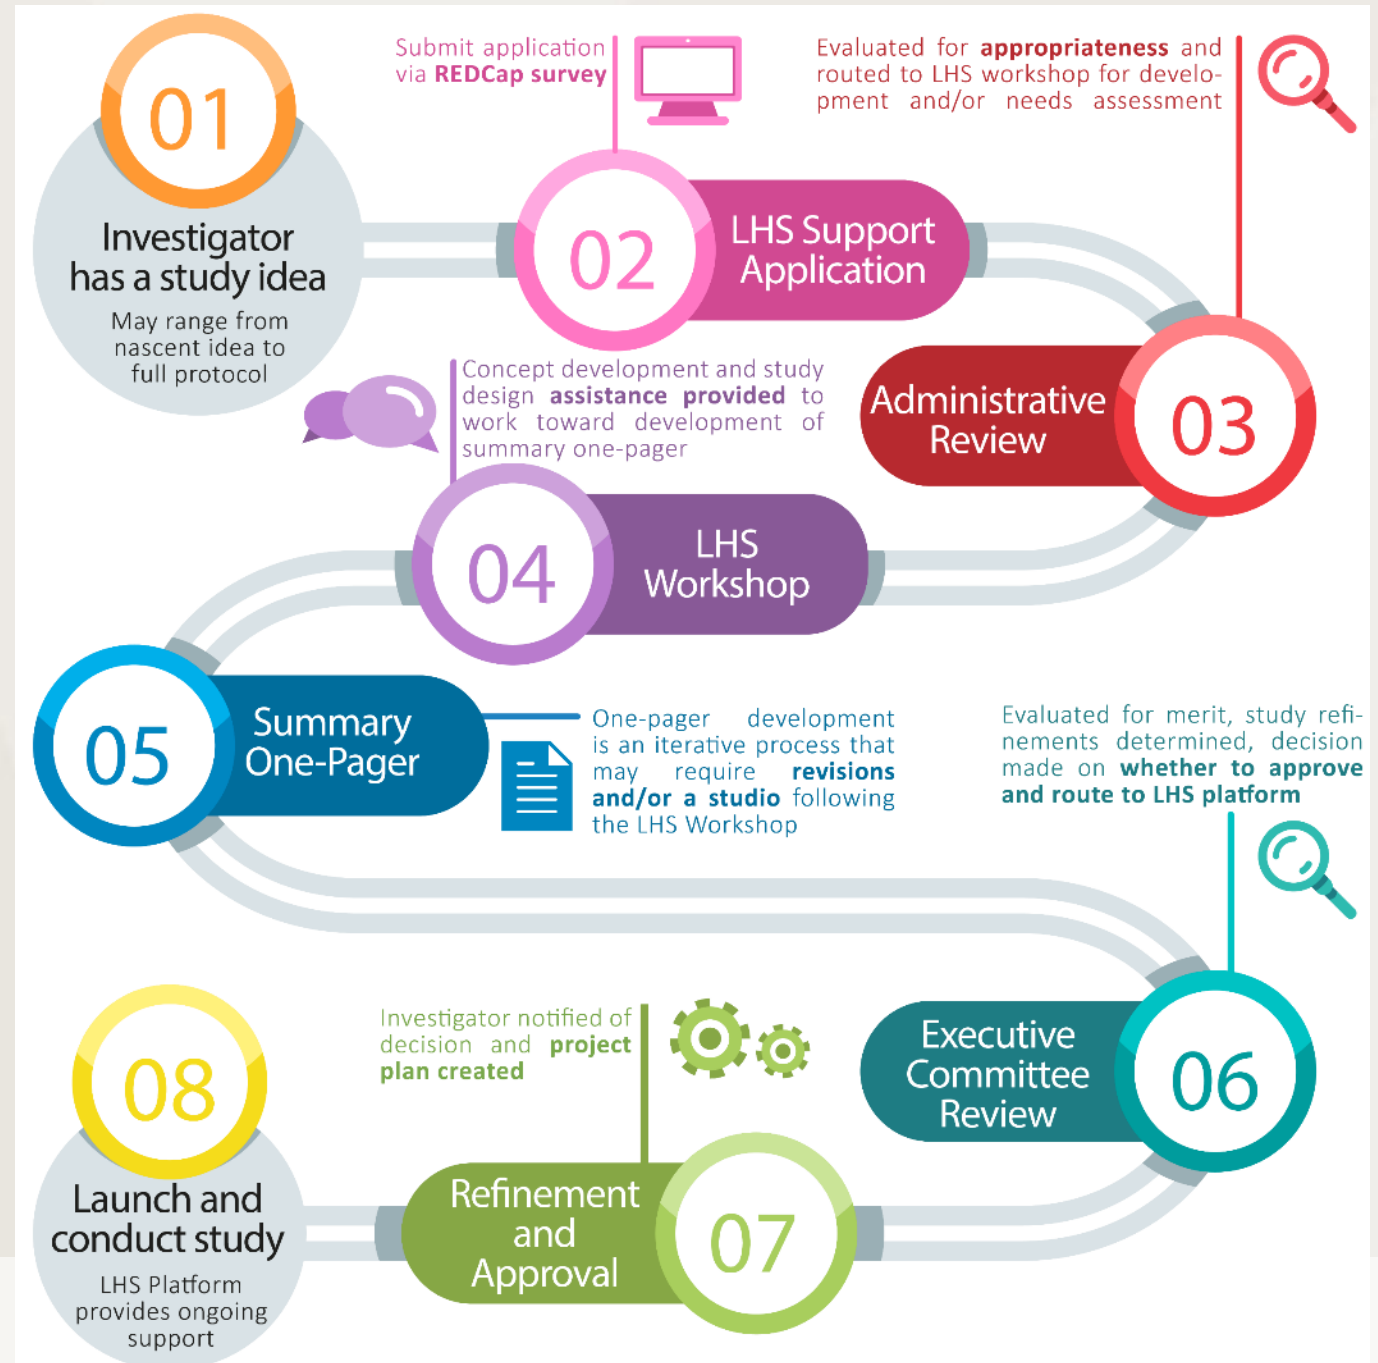 01
Investigator
has a study idea
May range from
nascent idea to
full protocol
Submit application
via REDCap survey
02
LHS Support
Application
Evaluated for appropriateness and
routed to LHS workshop for develo-
pment and/or needs assessment
Administrative
Review
03
Concept development and study
design assistance provided to
work toward development of
summary one-pager
04
LHS
Workshop
05
Summary
One-Pager
One-pager development
is an iterative process that
may require revisions
and/or a studio following
the LHS Workshop
Evaluated for merit, study refi-
nements determined, decision
made on whether to approve
and route to LHS platform
Executive
Committee
Review
06
Investigator notified of
decision and project
plan created
Refinement
and
Approval
07
08
Launch and
conduct study
LHS Platform
provides ongoing
support